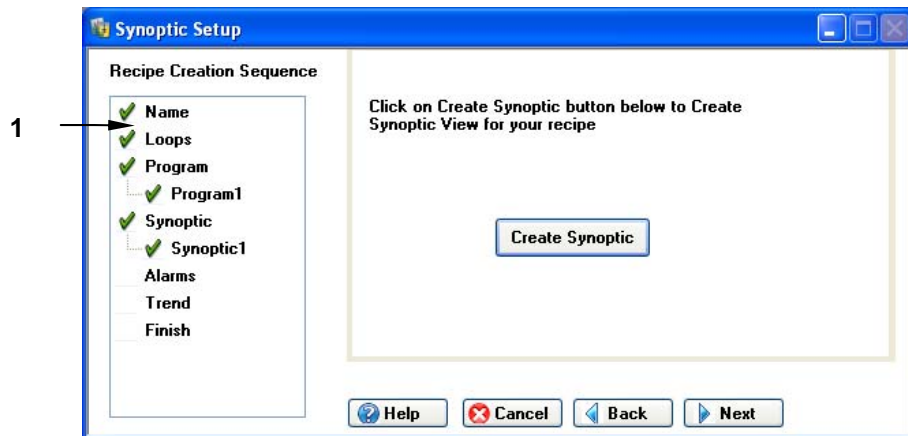 Synoptic Setup
Recipe Creation Sequence
1
Name
Loops
Program
Program1
Synoptic
Synoptic1
Alarms
Trend
Finish
Click on Create Synoptic button below to Create
Synoptic View for your recipe
Create Synoptic
Help
Cancel
Back
Next